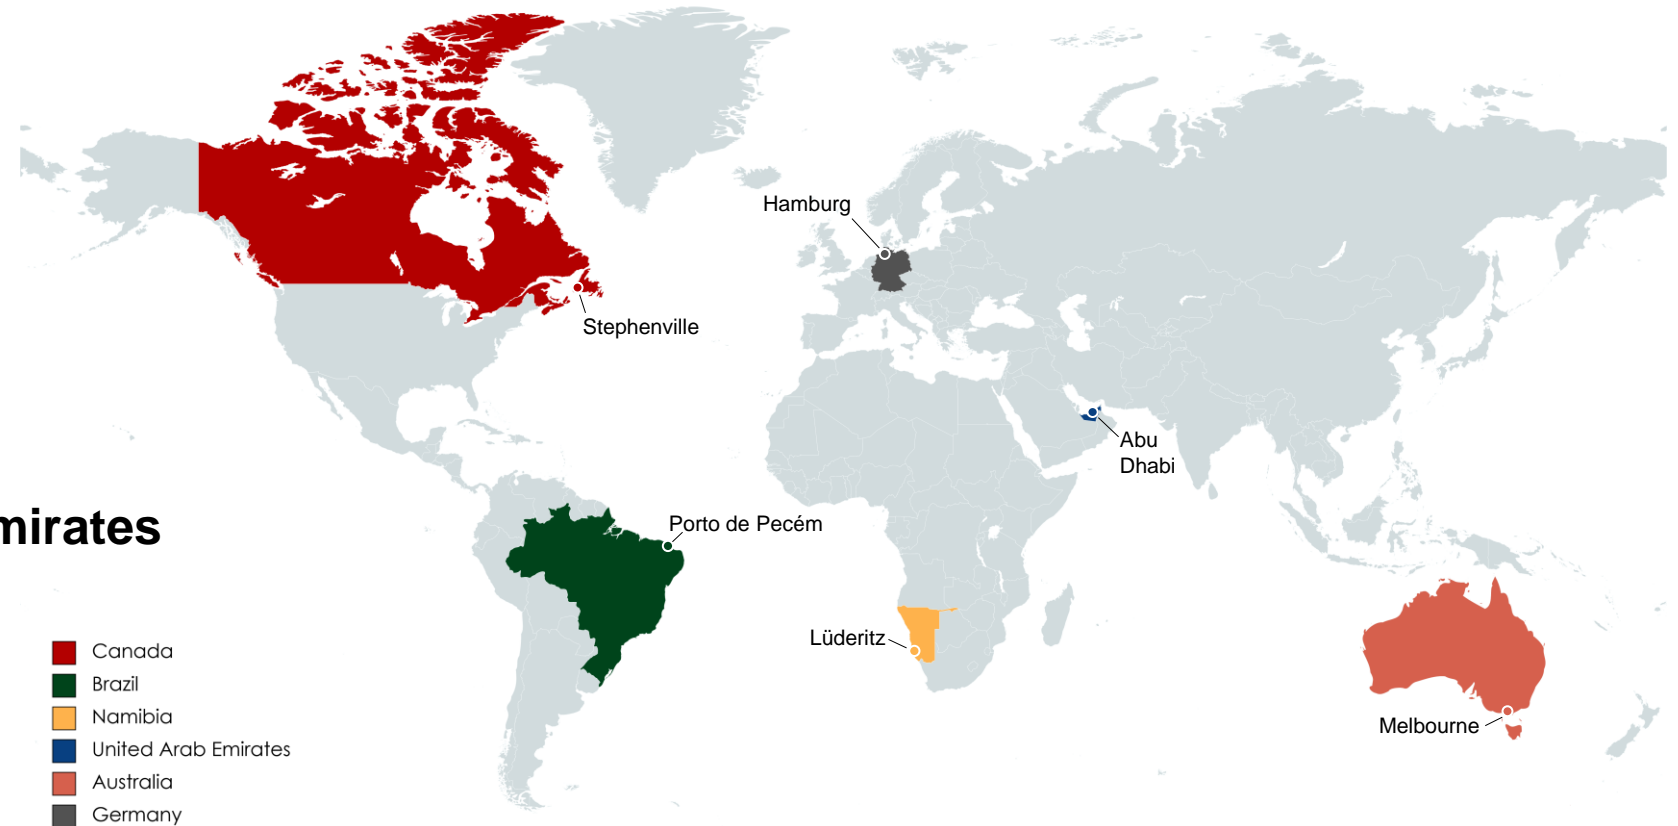 Hamburg
Stephenville
Abu
Dhabi
mirates
Porto de Pecém
Lüderitz
Melbourne
Canada
Brazil
Namibia
United Arab Emirates
Australia
Germany